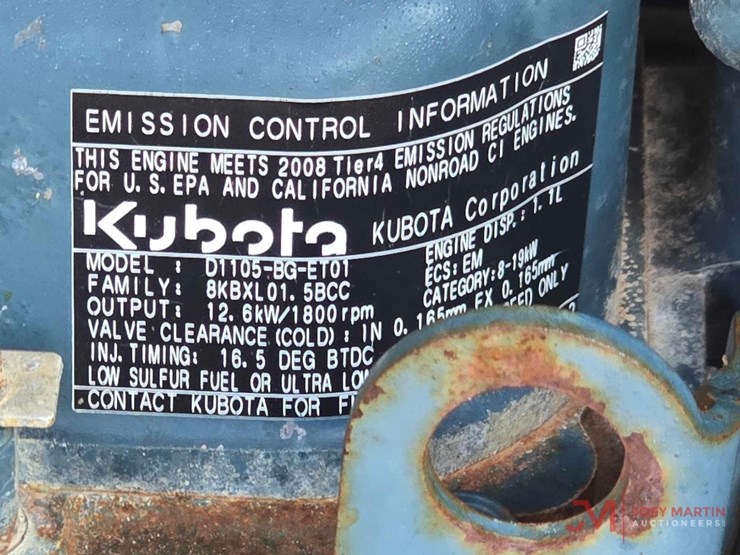 EMISSION CONTROL INFORMATION
THIS ENGINE MEETS 2008 Tier4 EMISSION REGULATIONS
FOR U.S.EPA AND CALIFORNIA NONROAD CI ENGINES.
Kubota KUBOTA Corporation
MODEL : D1105-BG-ET01 ENGINE DISP.: 1.1L
FAMILY: 8KBXL01.5BCC ECS: EM
OUTPUT: 12.6kW/1800rpm CATEGORY: 8-19kW
VALVE CLEARANCE (COLD): IN 0.165mm EX 0.165mm
INJ. TIMING: 16.5 DEG BTDC
LOW SULFUR FUEL OR ULTRA ONLY
CONTACT KUBOTA FOR
JOEY MARTIN
AUCTIONEERS